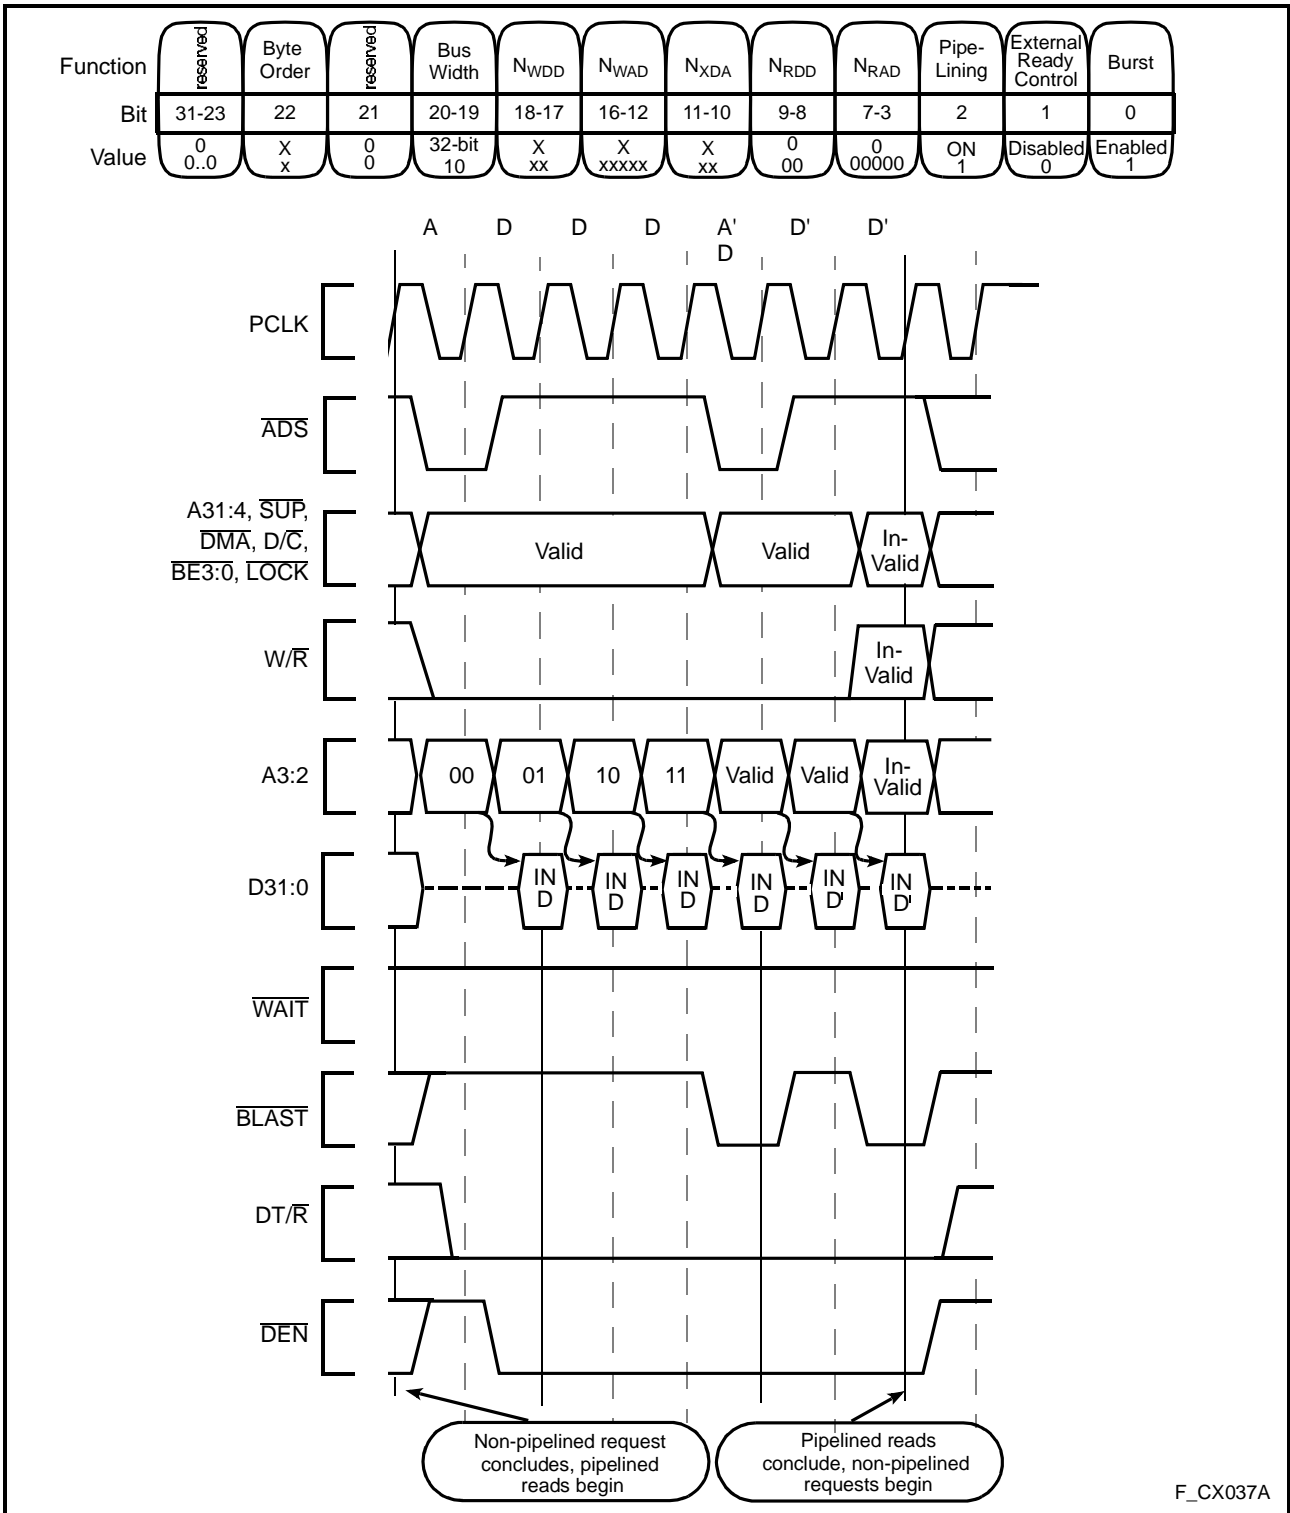 Function reserved Byte Order reserved Bus Width NWDD NWAD NXDA NRDD NRAD Pipe-Lining External Ready Control Burst
Bit 31-23 22 21 20-19 18-17 16-12 11-10 9-8 7-3 2 1 0
Value 0 0..0 X x 0 0 32-bit 10 X xx X xxxxx X xx 0 00 0 00000 ON 1 Disabled 0 Enabled 1
A D D D A' D' D'
D
PCLK
ADS
A31:4, SUP,
DMA, D/C,
BE3:0, LOCK
Valid Valid In-Valid
W/R
In-Valid
A3:2 00 01 10 11 Valid Valid In-Valid
D31:0 IN D IN D IN D IN D IN D' IN D'
WAIT
BLAST
DT/R
DEN
Non-pipelined request
concludes, pipelined
reads begin
Pipelined reads
conclude, non-pipelined
requests begin
F_CX037A